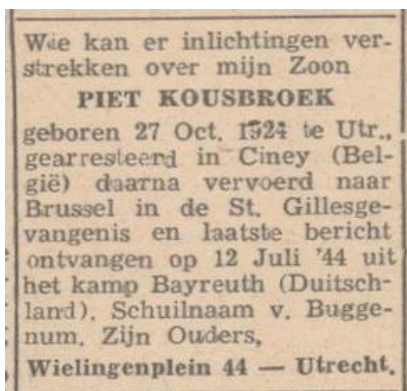 Wie kan er inlichtingen ver-
strekken over mijn Zoon
PIET KOUSBROEK
geboren 27 Oct. 1924 te Utr.,
gearresteerd in Ciney (Bel-
gië) daarna vervoerd naar
Brussel in de St. Gillesge-
vangenis en laatste bericht
ontvangen op 12 Juli '44 uit
het kamp Bayreuth (Duitsch-
land). Schuilnaam v. Bugge-
num. Zijn Ouders,
Wielingenplein 44 — Utrecht.